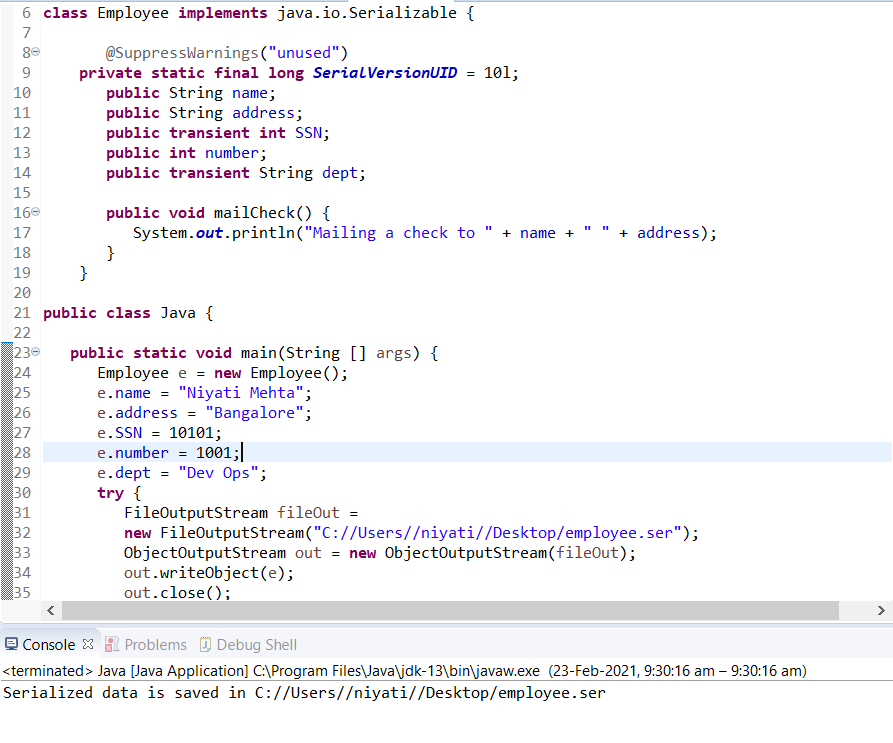 6 class Employee implements java.io.Serializable {
7
8 @SuppressWarnings("unused")
9 private static final long SerialVersionUID = 10l;
10 public String name;
11 public String address;
12 public transient int SSN;
13 public int number;
14 public transient String dept;
15
16 public void mailCheck() {
17 System.out.println("Mailing a check to " + name + " " + address);
18 }
19 }
20
21 public class Java {
22
23 public static void main(String [] args) {
24 Employee e = new Employee();
25 e.name = "Niyati Mehta";
26 e.address = "Bangalore";
27 e.SSN = 10101;
28 e.number = 1001;
29 e.dept = "Dev Ops";
30 try {
31 FileOutputStream fileOut =
32 new FileOutputStream("C://Users//niyati//Desktop/employee.ser");
33 ObjectOutputStream out = new ObjectOutputStream(fileOut);
34 out.writeObject(e);
35 out.close();
Console Problems Debug Shell
<terminated> Java [Java Application] C:\Program Files\Java\jdk-13\bin\javaw.exe (23-Feb-2021, 9:30:16 am – 9:30:16 am)
Serialized data is saved in C://Users//niyati//Desktop/employee.ser